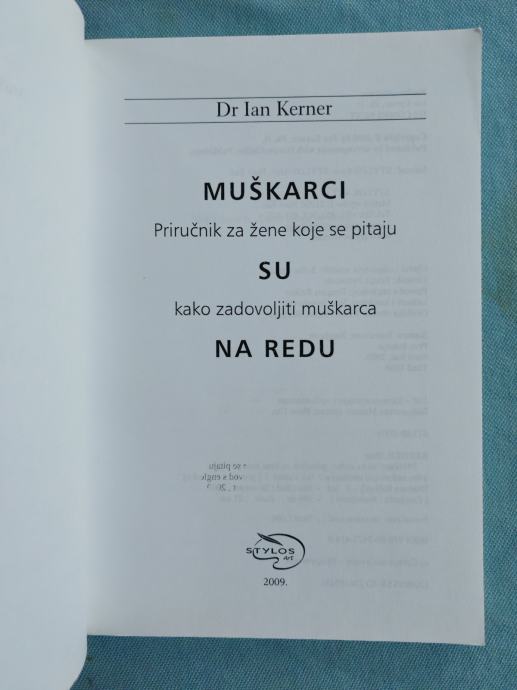 Dr Ian Kerner
MUŠKARCI
Priručnik za žene koje se pitaju
SU
kako zadovoljiti muškarca
NA REDU
STYLOS
art
2009.